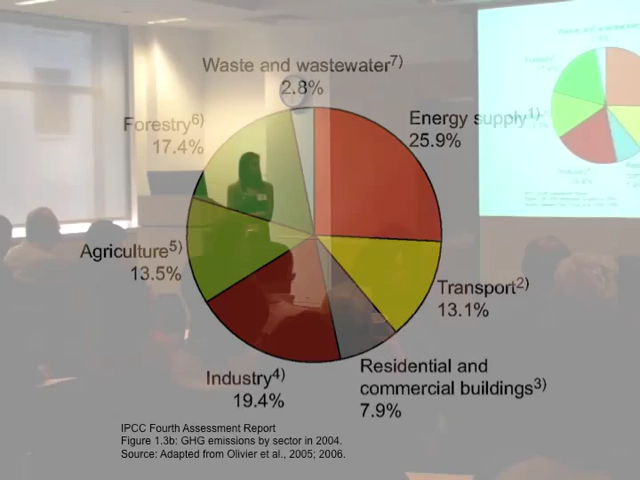 Waste and wastewater7)
2.8%
Forestry6)
17.4%
Energy supply1)
25.9%
Agriculture5)
13.5%
Transport2)
13.1%
Industry4)
19.4%
Residential and
commercial buildings3)
7.9%
IPCC Fourth Assessment Report
Figure 1.3b: GHG emissions by sector in 2004.
Source: Adapted from Olivier et al., 2005; 2006.